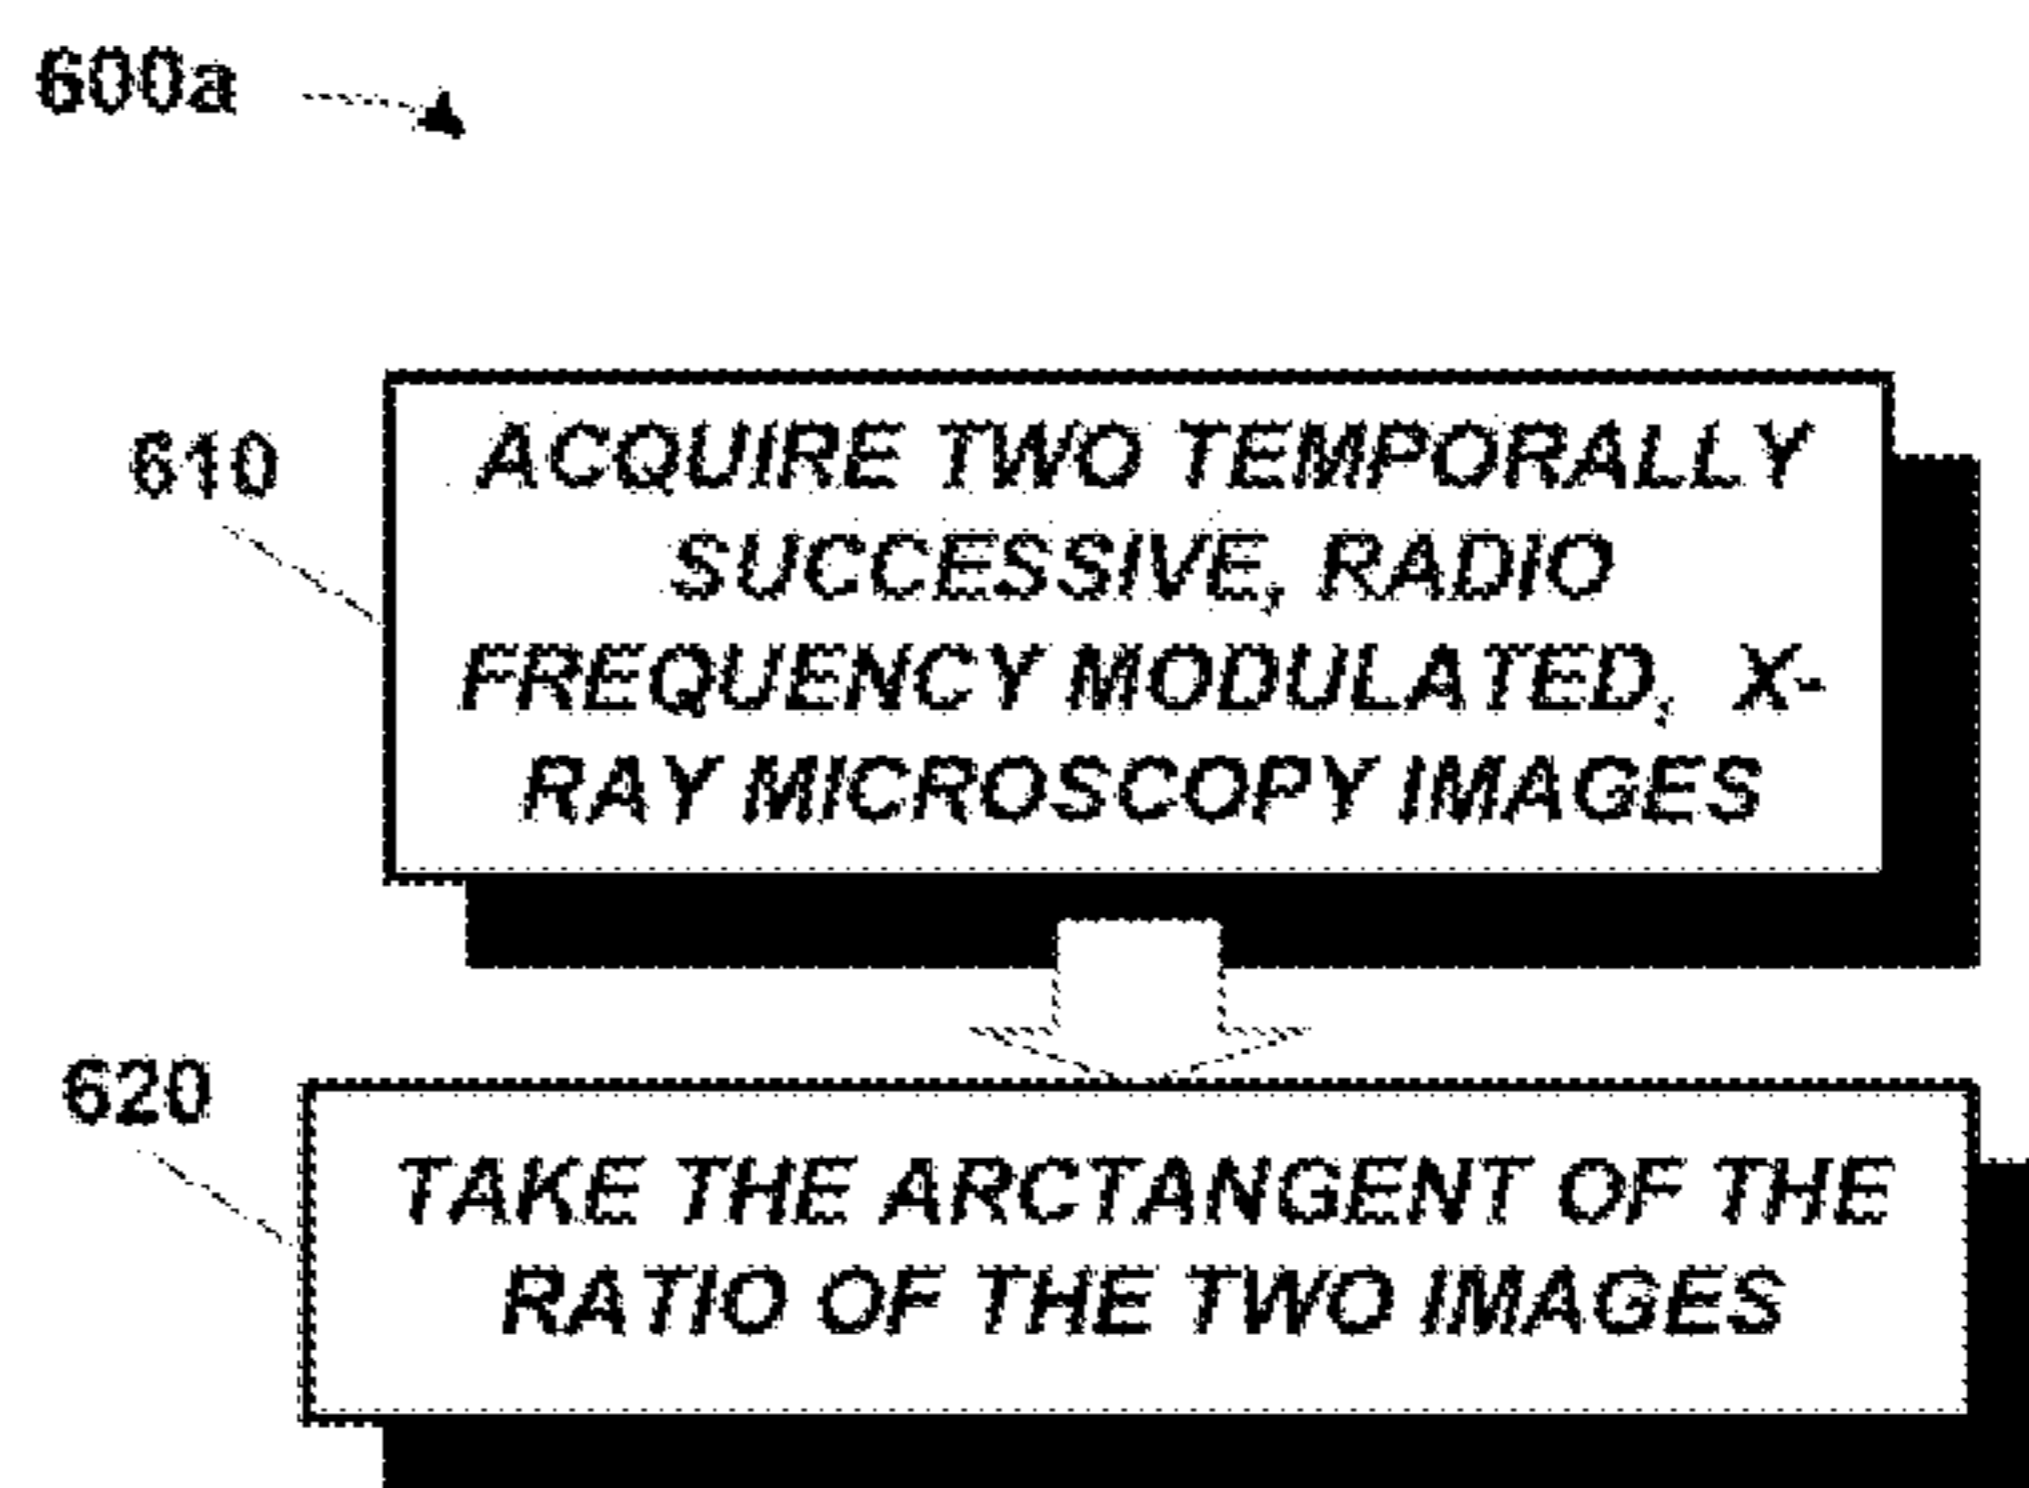 600a
610
ACQUIRE TWO TEMPORALLY
SUCCESSIVE, RADIO
FREQUENCY MODULATED, X-
RAY MICROSCOPY IMAGES
620
TAKE THE ARCTANGENT OF THE
RATIO OF THE TWO IMAGES